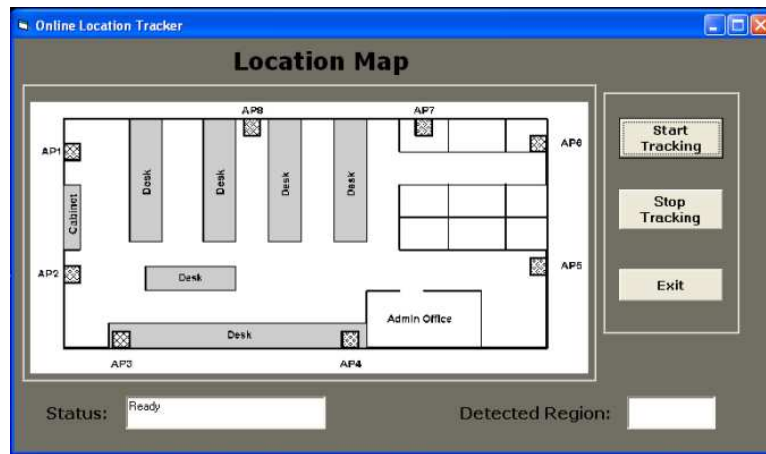 Online Location Tracker
Location Map
AP8
AP7
AP1
AP6
Desk
Desk
Desk
Desk
Cabinet
AP2
AP5
Desk
Admin Office
Desk
AP3
AP4
Start
Tracking
Stop
Tracking
Exit
Status:
Ready
Detected Region: